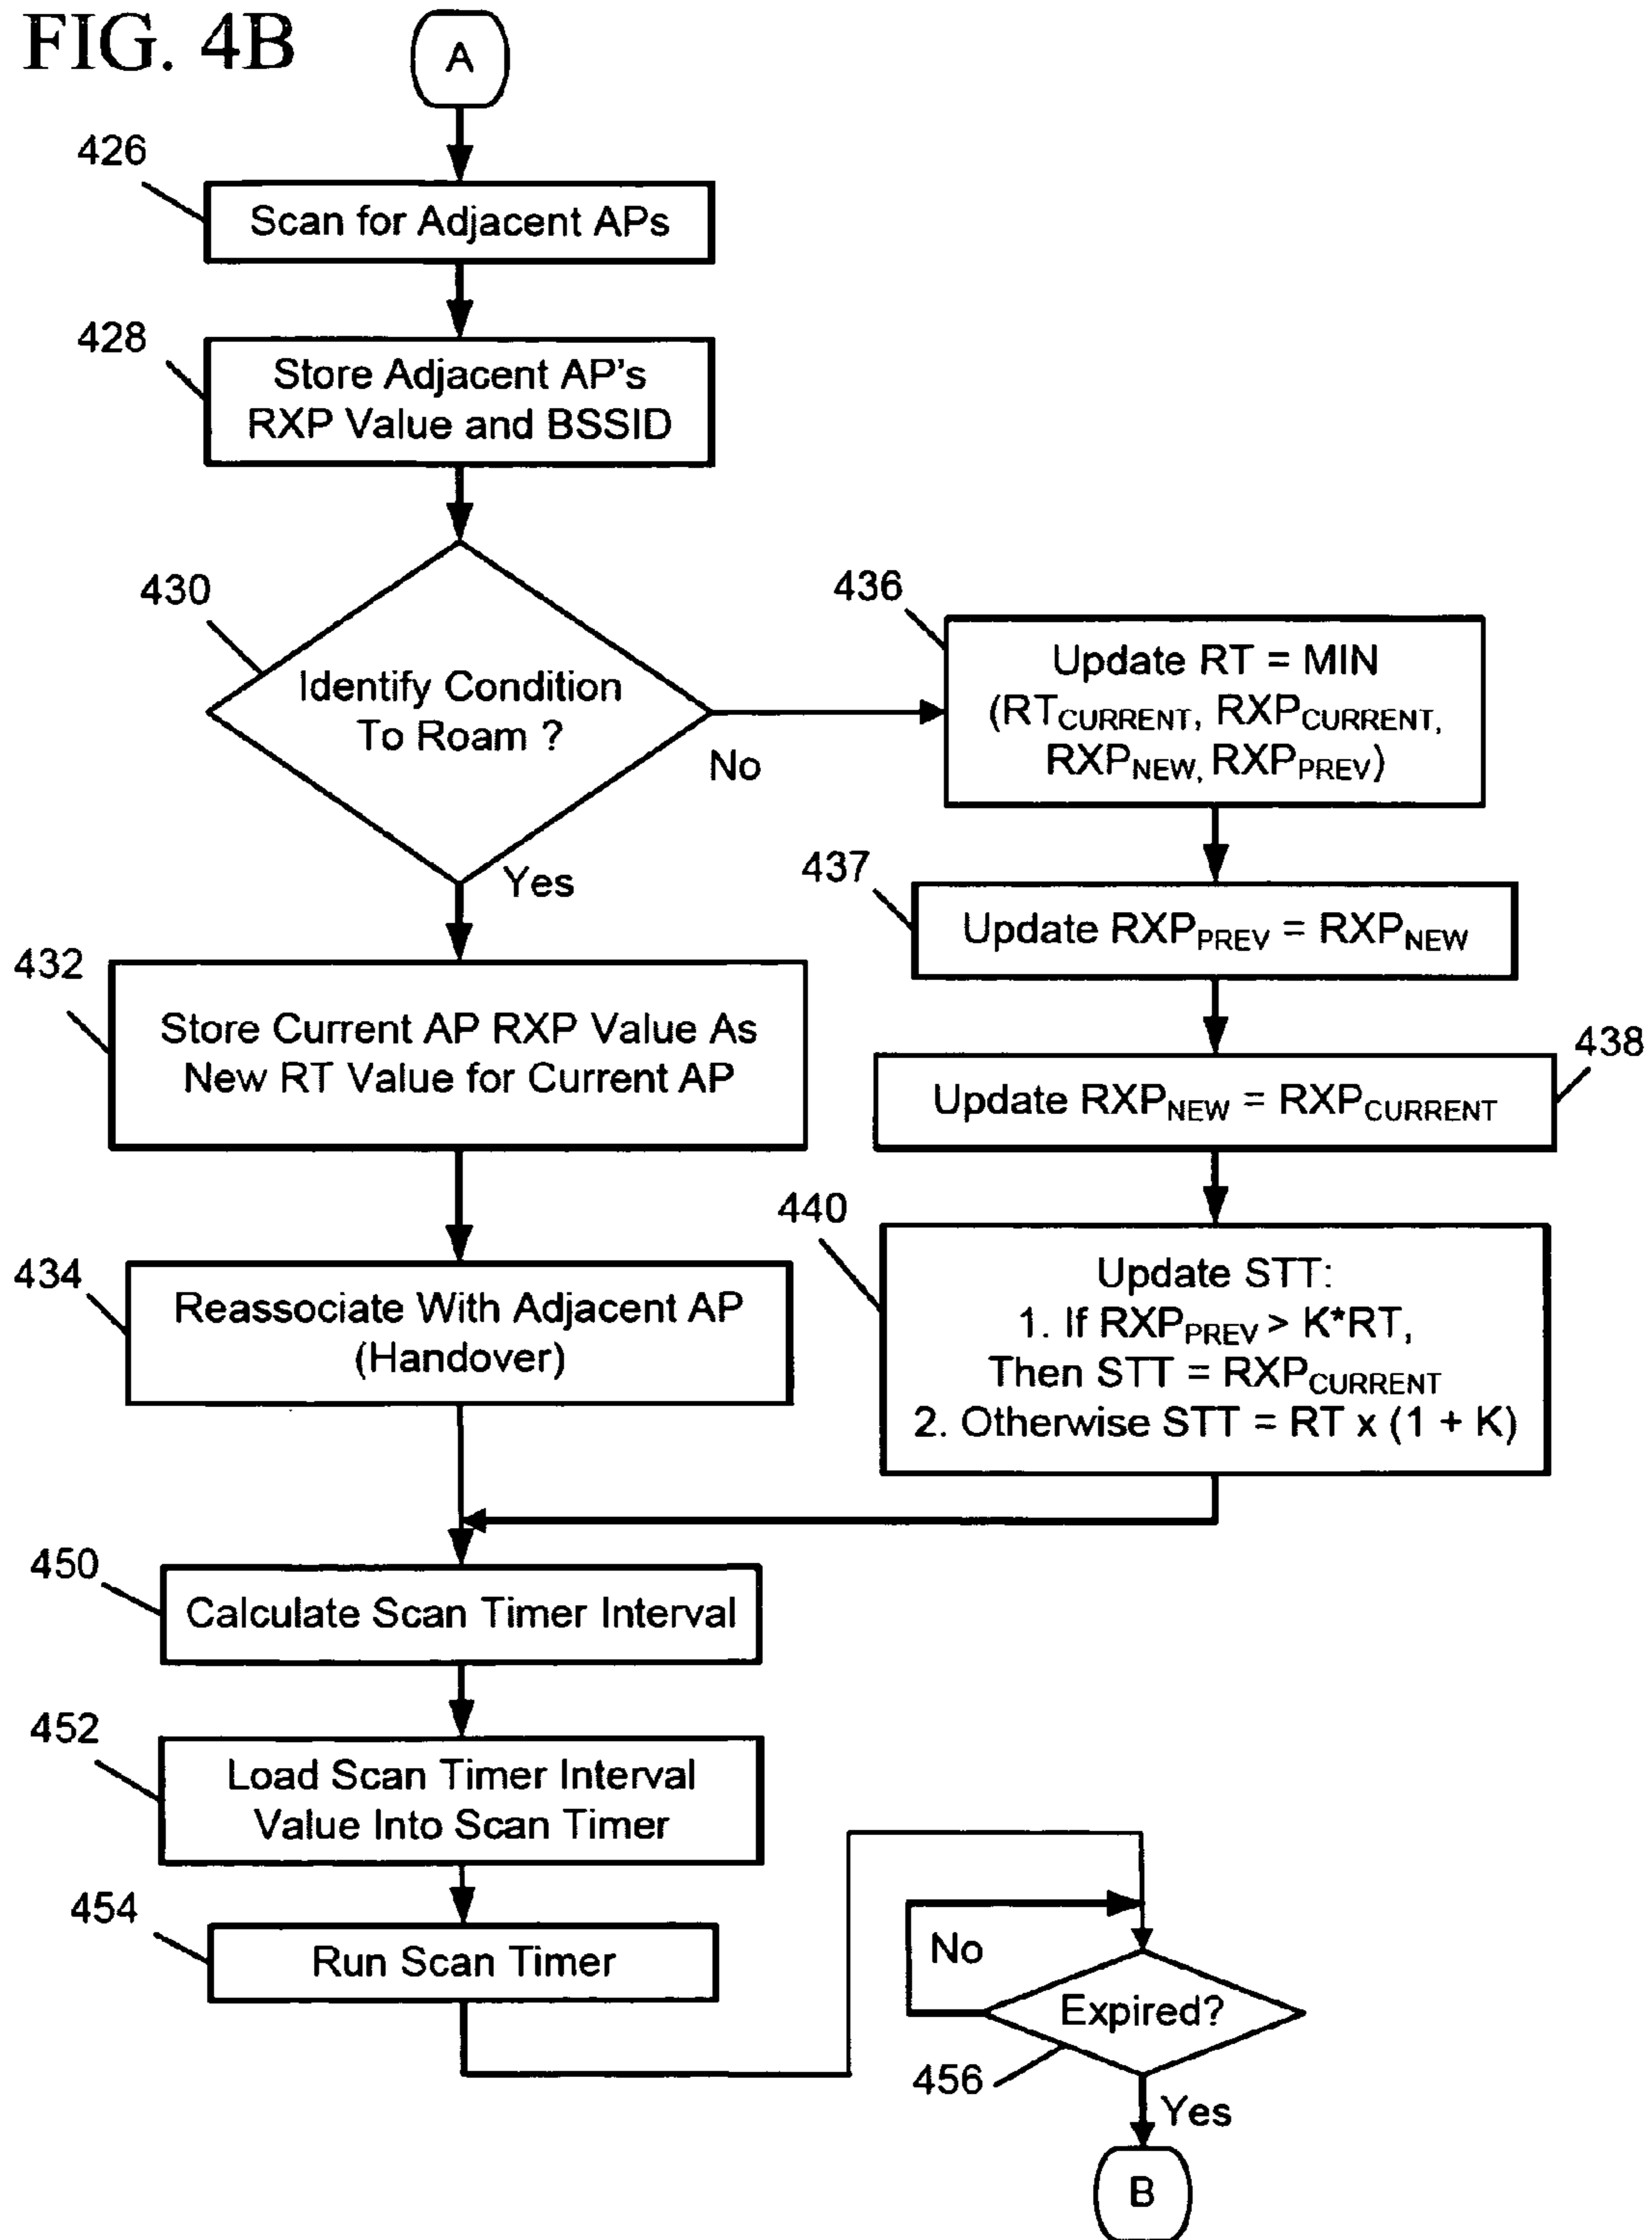 FIG. 4B
A
426
Scan for Adjacent APs
428
Store Adjacent AP's
RXP Value and BSSID
430
Identify Condition
To Roam ?
No
Yes
436
Update RT = MIN
(RTCURRENT, RXPCURRENT,
RXPNEW, RXPPREV)
437
Update RXPPREV = RXPNEW
432
Store Current AP RXP Value As
New RT Value for Current AP
438
Update RXPNEW = RXPCURRENT
434
Reassociate With Adjacent AP
(Handover)
440
Update STT:
1. If RXPPREV > K*RT,
Then STT = RXPCURRENT
2. Otherwise STT = RT x (1 + K)
450
Calculate Scan Timer Interval
452
Load Scan Timer Interval
Value Into Scan Timer
454
Run Scan Timer
No
Expired?
456
Yes
B